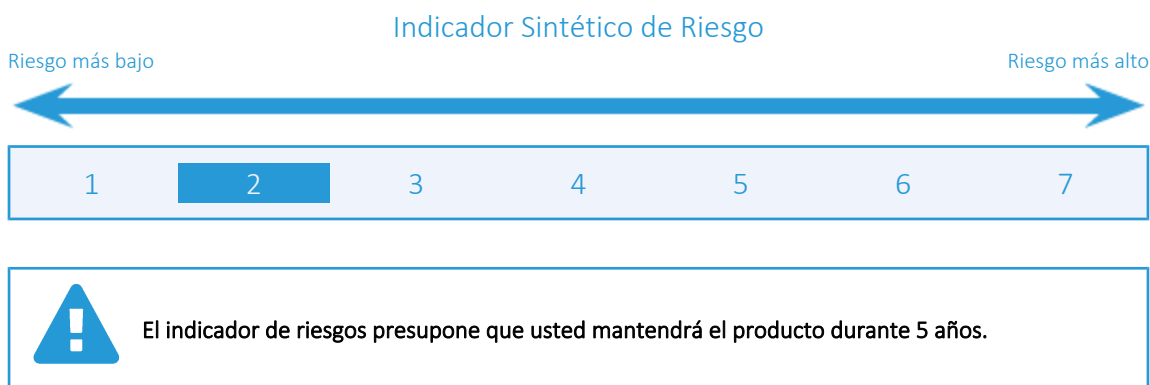 Indicador Sintético de Riesgo
Riesgo más bajo Riesgo más alto
1 2 3 4 5 6 7
El indicador de riesgos presupone que usted mantendrá el producto durante 5 años.